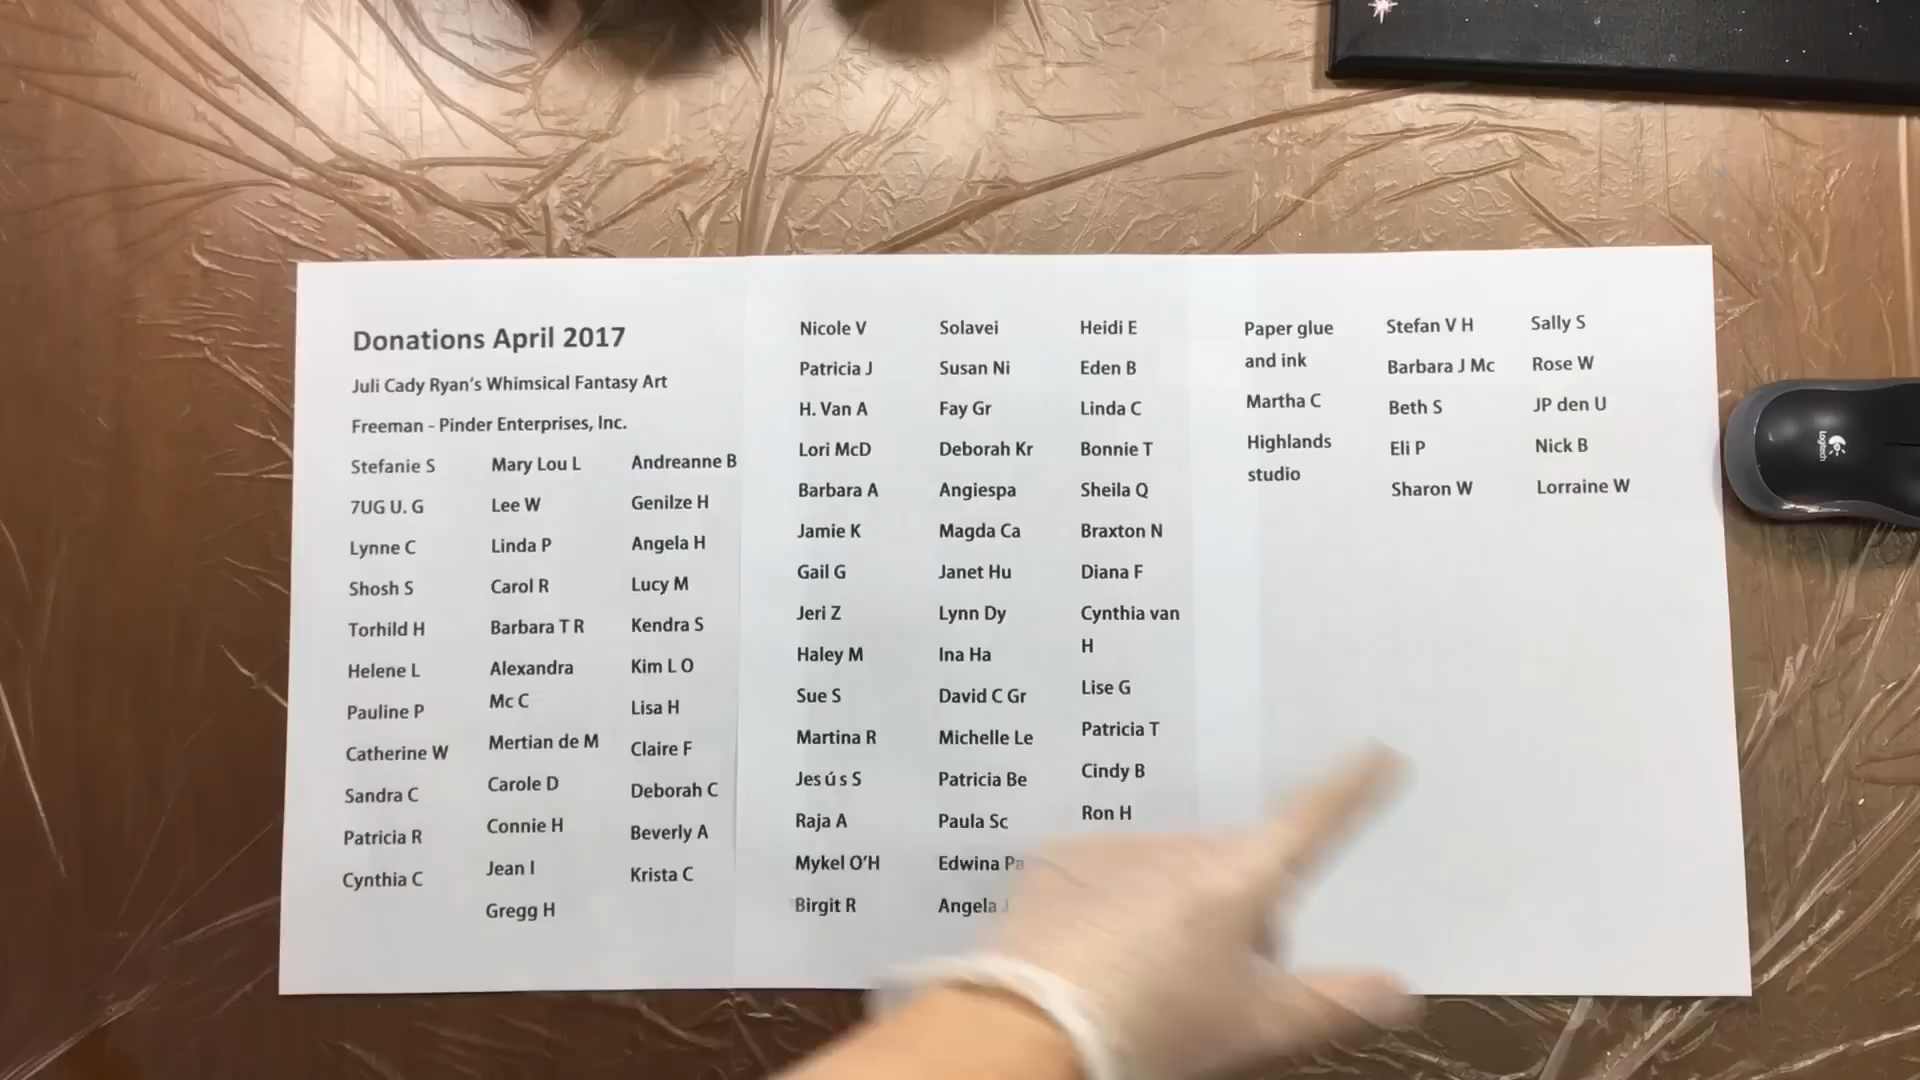 Donations April 2017
Juli Cady Ryan's Whimsical Fantasy Art
Freeman - Pinder Enterprises, Inc.
Stefanie S
7UG U. G
Lynne C
Shosh S
Torhild H
Helene L
Pauline P
Catherine W
Sandra C
Patricia R
Cynthia C
Mary Lou L
Lee W
Linda P
Carol R
Barbara T R
Alexandra
Mc C
Mertian de M
Carole D
Connie H
Jean I
Gregg H
Andreanne B
Genilze H
Angela H
Lucy M
Kendra S
Kim L O
Lisa H
Claire F
Deborah C
Beverly A
Krista C
Nicole V
Patricia J
H. Van A
Lori McD
Barbara A
Jamie K
Gail G
Jeri Z
Haley M
Sue S
Martina R
Jesús S
Raja A
Mykel O'H
Birgit R
Solavei
Susan Ni
Fay Gr
Deborah Kr
Angiespa
Magda Ca
Janet Hu
Lynn Dy
Ina Ha
David C Gr
Michelle Le
Patricia Be
Paula Sc
Edwina Pa
Angela
Heidi E
Eden B
Linda C
Bonnie T
Sheila Q
Braxton N
Diana F
Cynthia van
H
Lise G
Patricia T
Cindy B
Ron H
Paper glue
and ink
Martha C
Highlands
studio
Stefan V H
Barbara J Mc
Beth S
Eli P
Sharon W
Sally S
Rose W
JP den U
Nick B
Lorraine W
Logitech